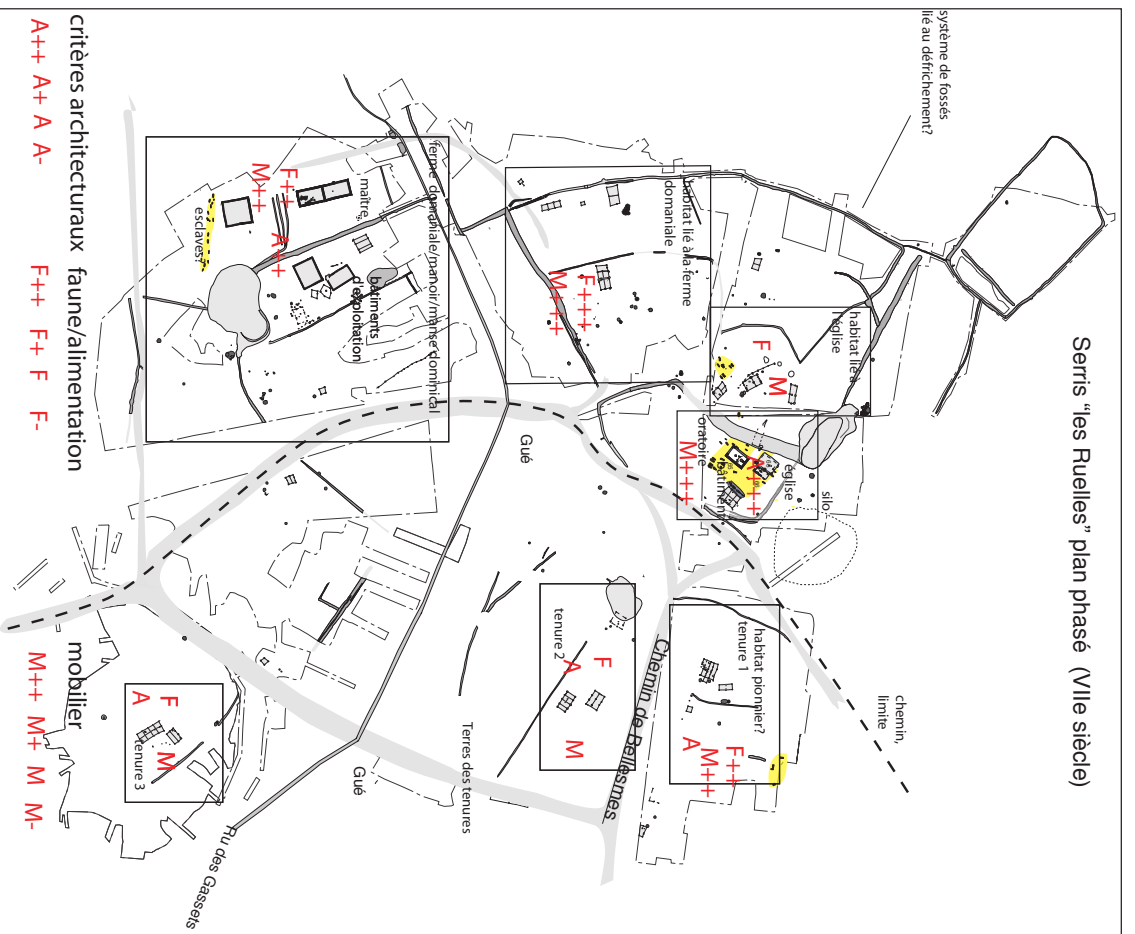 Serris "les Ruelles" plan phasé (VIIe siècle)
système de fossés
lié au défrichement?
chemin,
limite
silo
église
A+++
bâtiment
oratoire
M+++
habitat lié à
l'église
M
F
habitat pionnier?
tenure 1
F++
M++
A
Chemin de Bellesmes
habitat lié à la ferme
domaniale
F+++
M+++
tenure 2
F
A
M
Gué
Terres des tenures
ferme domaniale/manoir/manse dominical
maître
bâtiments
d'exploitation
F++
A++
M++
esclaves?
Gué
Ru des Gassets
F
M
A
tenure 3
critères architecturaux faune/alimentation mobilier
A++ A+ A A- F++ F+ F F- M++ M+ M M-